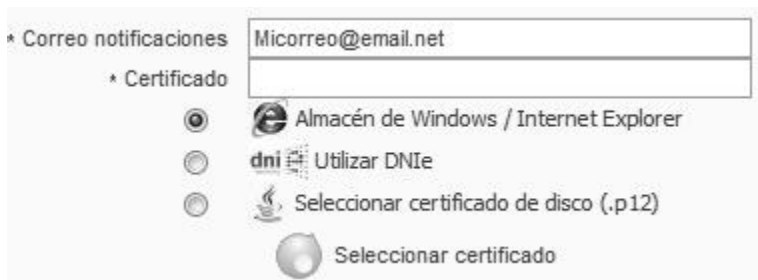 * Correo notificaciones Micorreo@email.net
* Certificado
Almacén de Windows / Internet Explorer
dni Utilizar DNIe
Seleccionar certificado de disco (.p12)
Seleccionar certificado